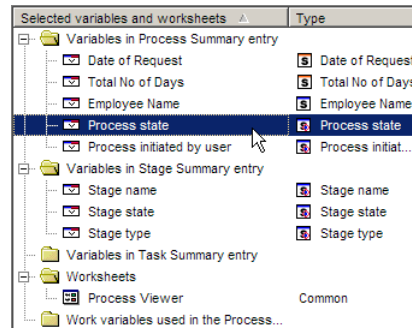 Selected variables and worksheets Type
Variables in Process Summary entry
Date of Request S Date of Request
Total No of Days S Total No of Days
Employee Name S Employee Name
Process state S Process state
Process initiated by user S Process initiat...
Variables in Stage Summary entry
Stage name S Stage name
Stage state S Stage state
Stage type S Stage type
Variables in Task Summary entry
Worksheets
Process Viewer Common
Work variables used in the Process...